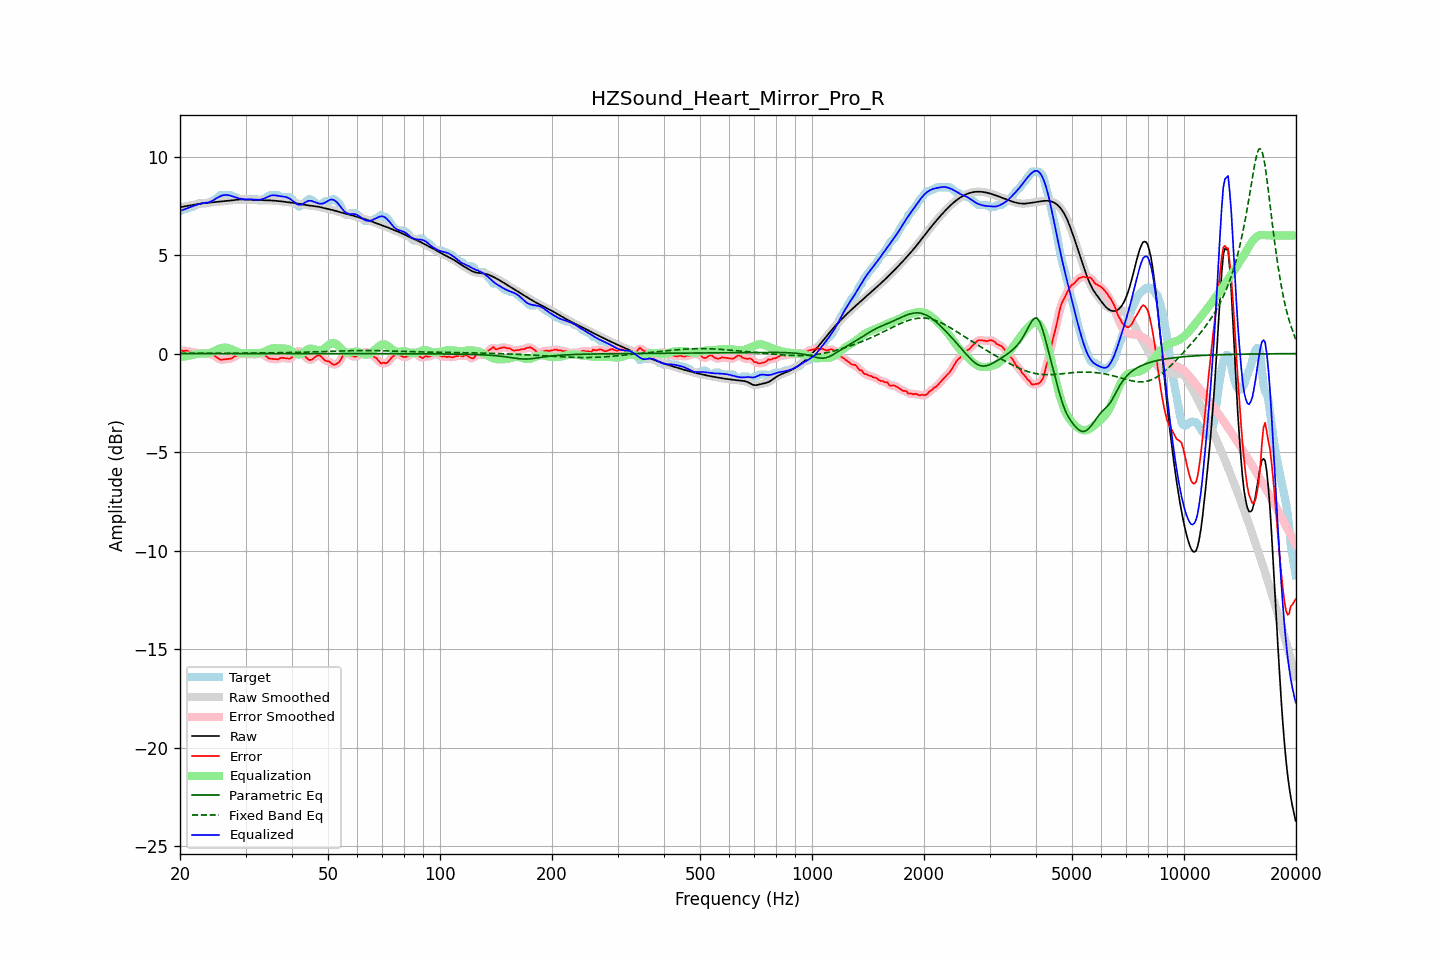 HZSound_Heart_Mirror_Pro_R
Amplitude (dBr)
10
5
0
−5
−10
−15
−20
−25
Target
Raw Smoothed
Error Smoothed
Raw
Error
Equalization
Parametric Eq
Fixed Band Eq
Equalized
20 50 100 200 500 1000 2000 5000 10000 20000
Frequency (Hz)